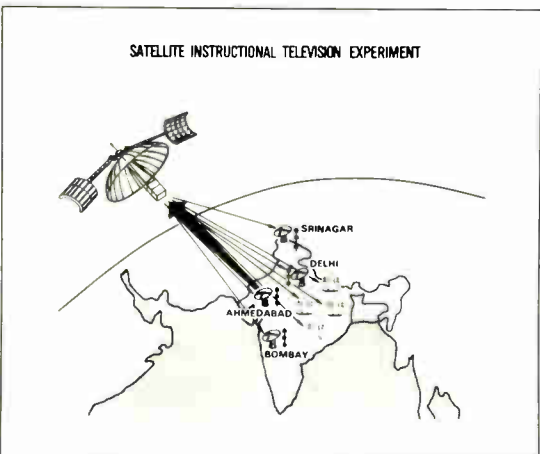 SATELLITE INSTRUCTIONAL TELEVISION EXPERIMENT
SRINAGAR
DELHI
AHMEDABAD
BOMBAY